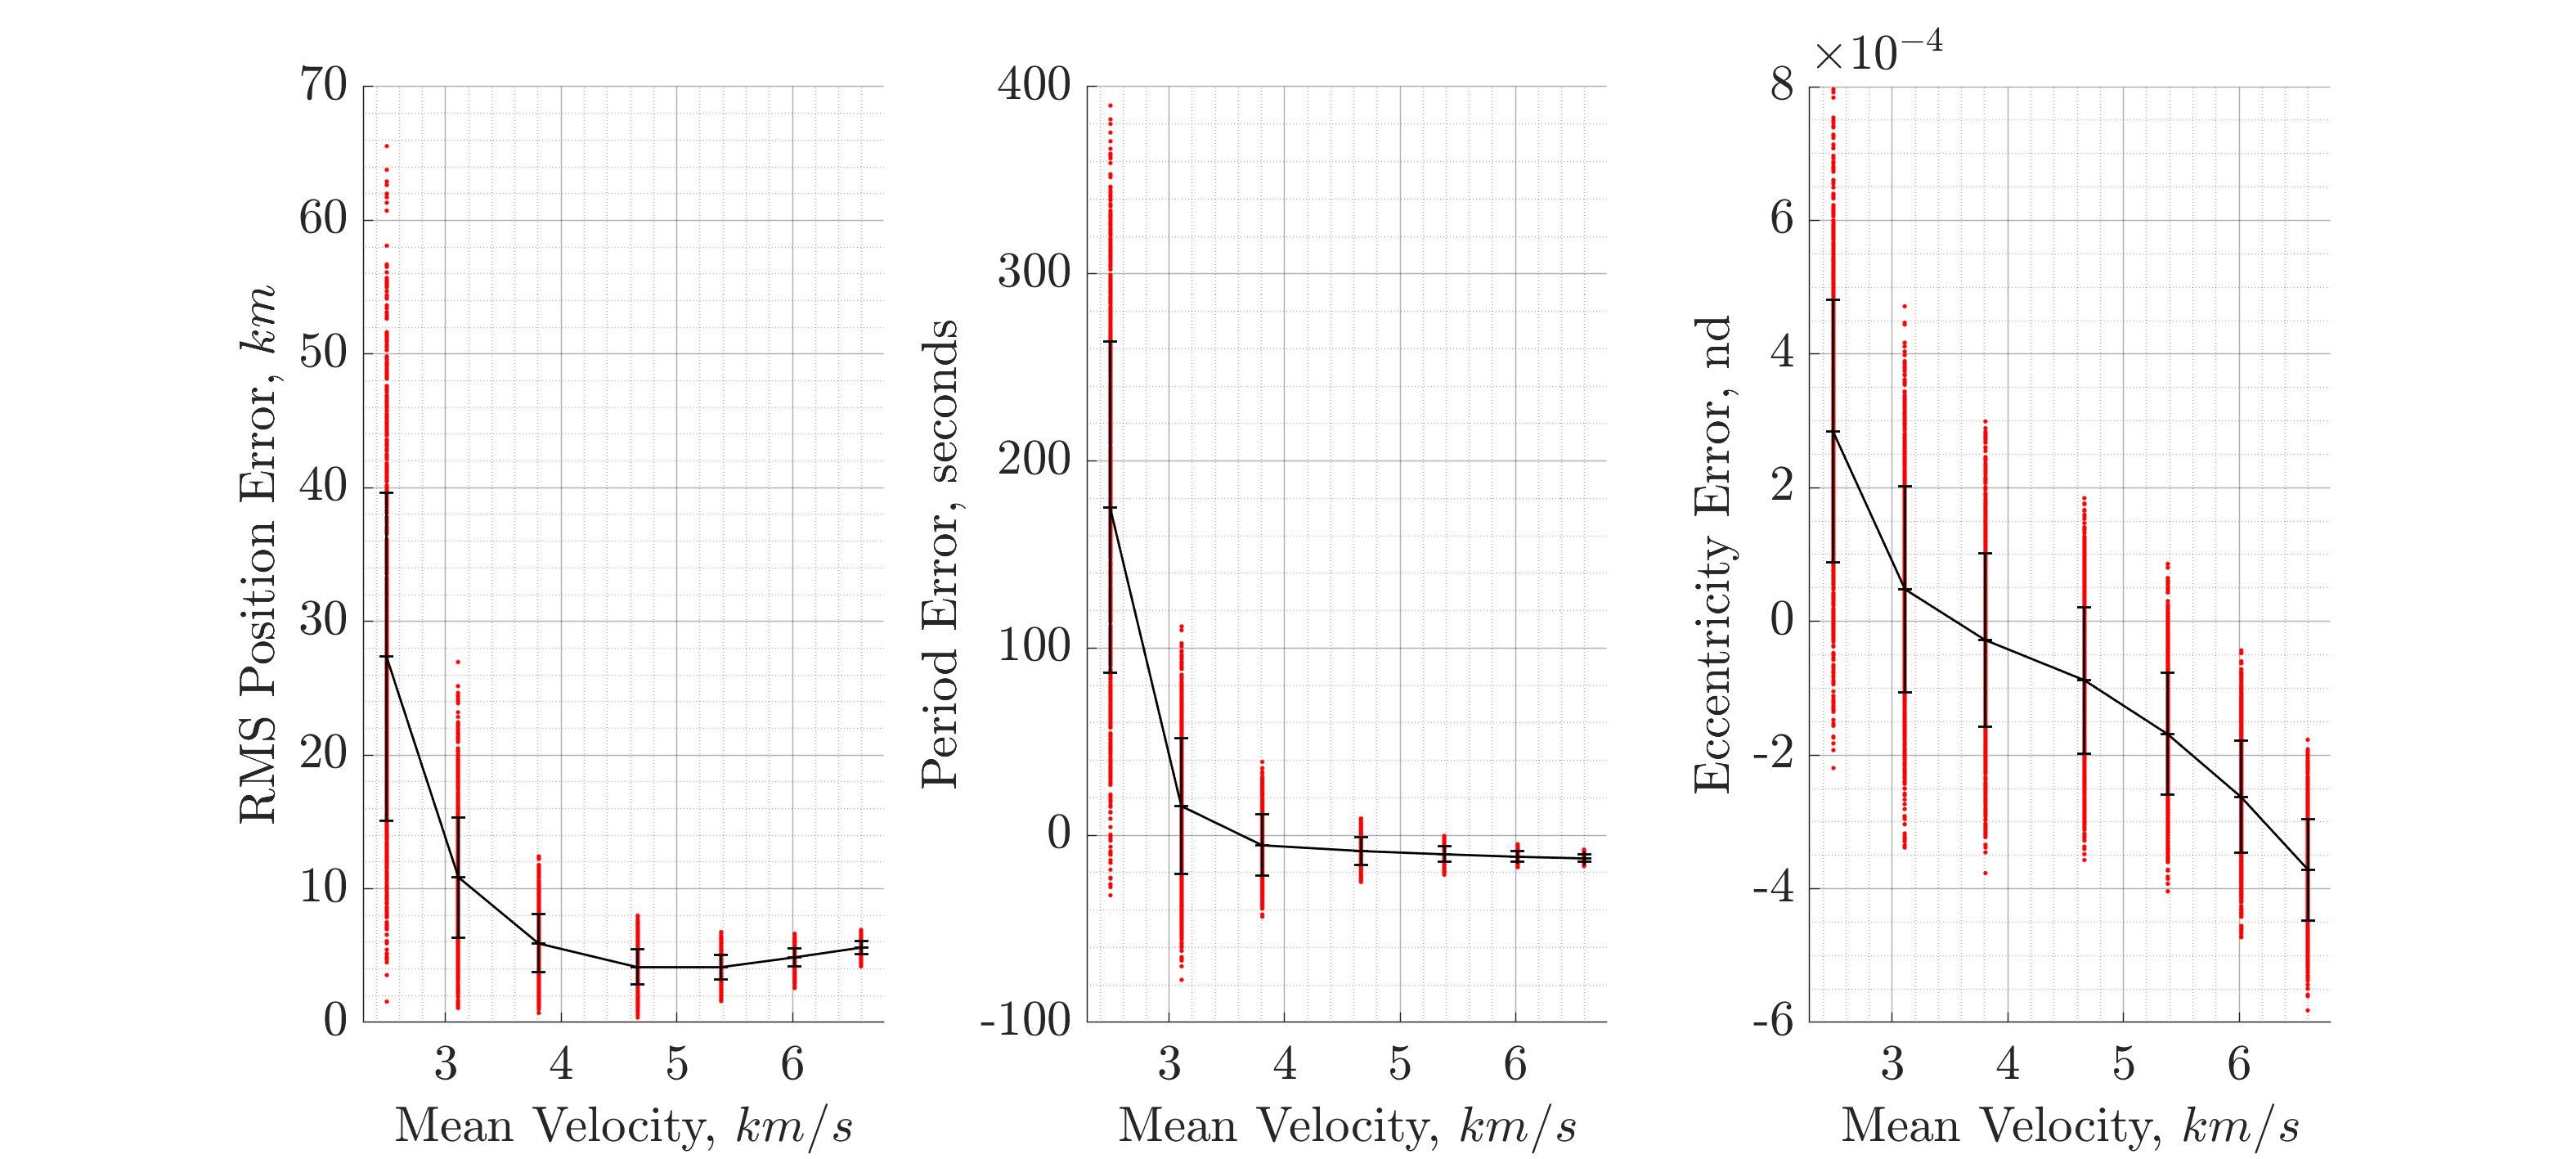 RMS Position Error, km
70
60
50
40
30
20
10
0
3 4 5 6
Mean Velocity, km/s
Period Error, seconds
400
300
200
100
0
-100
3 4 5 6
Mean Velocity, km/s
Eccentricity Error, nd
×10⁻⁴
8
6
4
2
0
-2
-4
-6
3 4 5 6
Mean Velocity, km/s